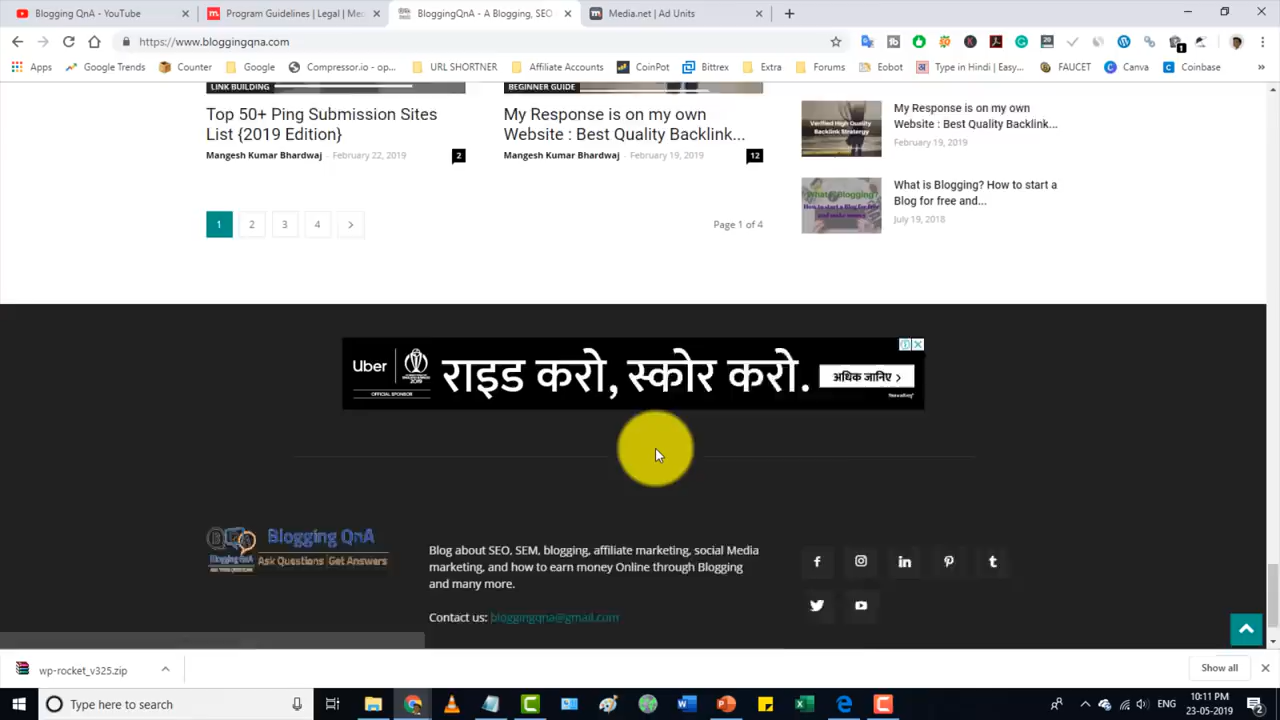 Blogging QnA - YouTube
Program Guidelines | Legal | Med
BloggingQnA - A Blogging, SEO
Media.net | Ad Units
https://www.bloggingqna.com
Apps
Google Trends
Counter
Google
Compressor.io - op...
URL SHORTNER
Affiliate Accounts
CoinPot
Bittrex
Extra
Forums
Eobot
Type in Hindi | Easy...
FAUCET
Canva
Coinbase
LINK BUILDING
Top 50+ Ping Submission Sites
List {2019 Edition}
Mangesh Kumar Bhardwaj - February 22, 2019
2
BEGINNER GUIDE
My Response is on my own
Website : Best Quality Backlink...
Mangesh Kumar Bhardwaj - February 19, 2019
12
My Response is on my own
Website : Best Quality Backlink...
February 19, 2019
What is Blogging? How to start a
Blog for free and...
July 19, 2018
1 2 3 4
Page 1 of 4
Uber
OFFICIAL SPONSOR
राइड करो, स्कोर करो.
अधिक जानिए
Blogging QnA
Ask Questions Get Answers
Blog about SEO, SEM, blogging, affiliate marketing, social Media
marketing, and how to earn money Online through Blogging
and many more.
Contact us: bloggingqna@gmail.com
wp-rocket_v325.zip
Show all
Type here to search
ENG
10:11 PM
23-05-2019